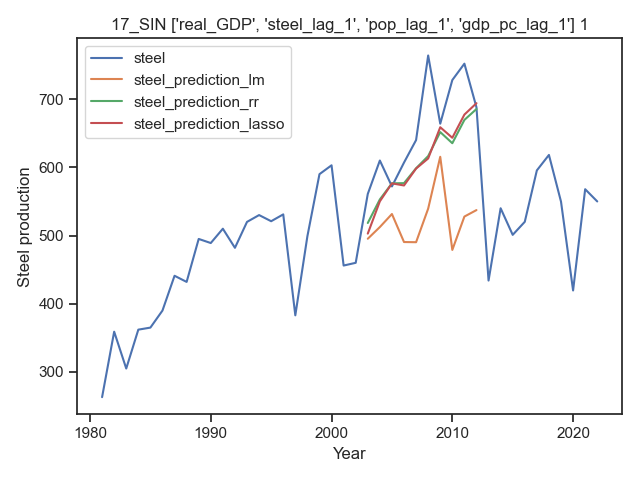 17_SIN ['real_GDP', 'steel_lag_1', 'pop_lag_1', 'gdp_pc_lag_1'] 1
steel
steel_prediction_lm
steel_prediction_rr
steel_prediction_lasso
Steel production
700
600
500
400
300
1980
1990
2000
2010
2020
Year